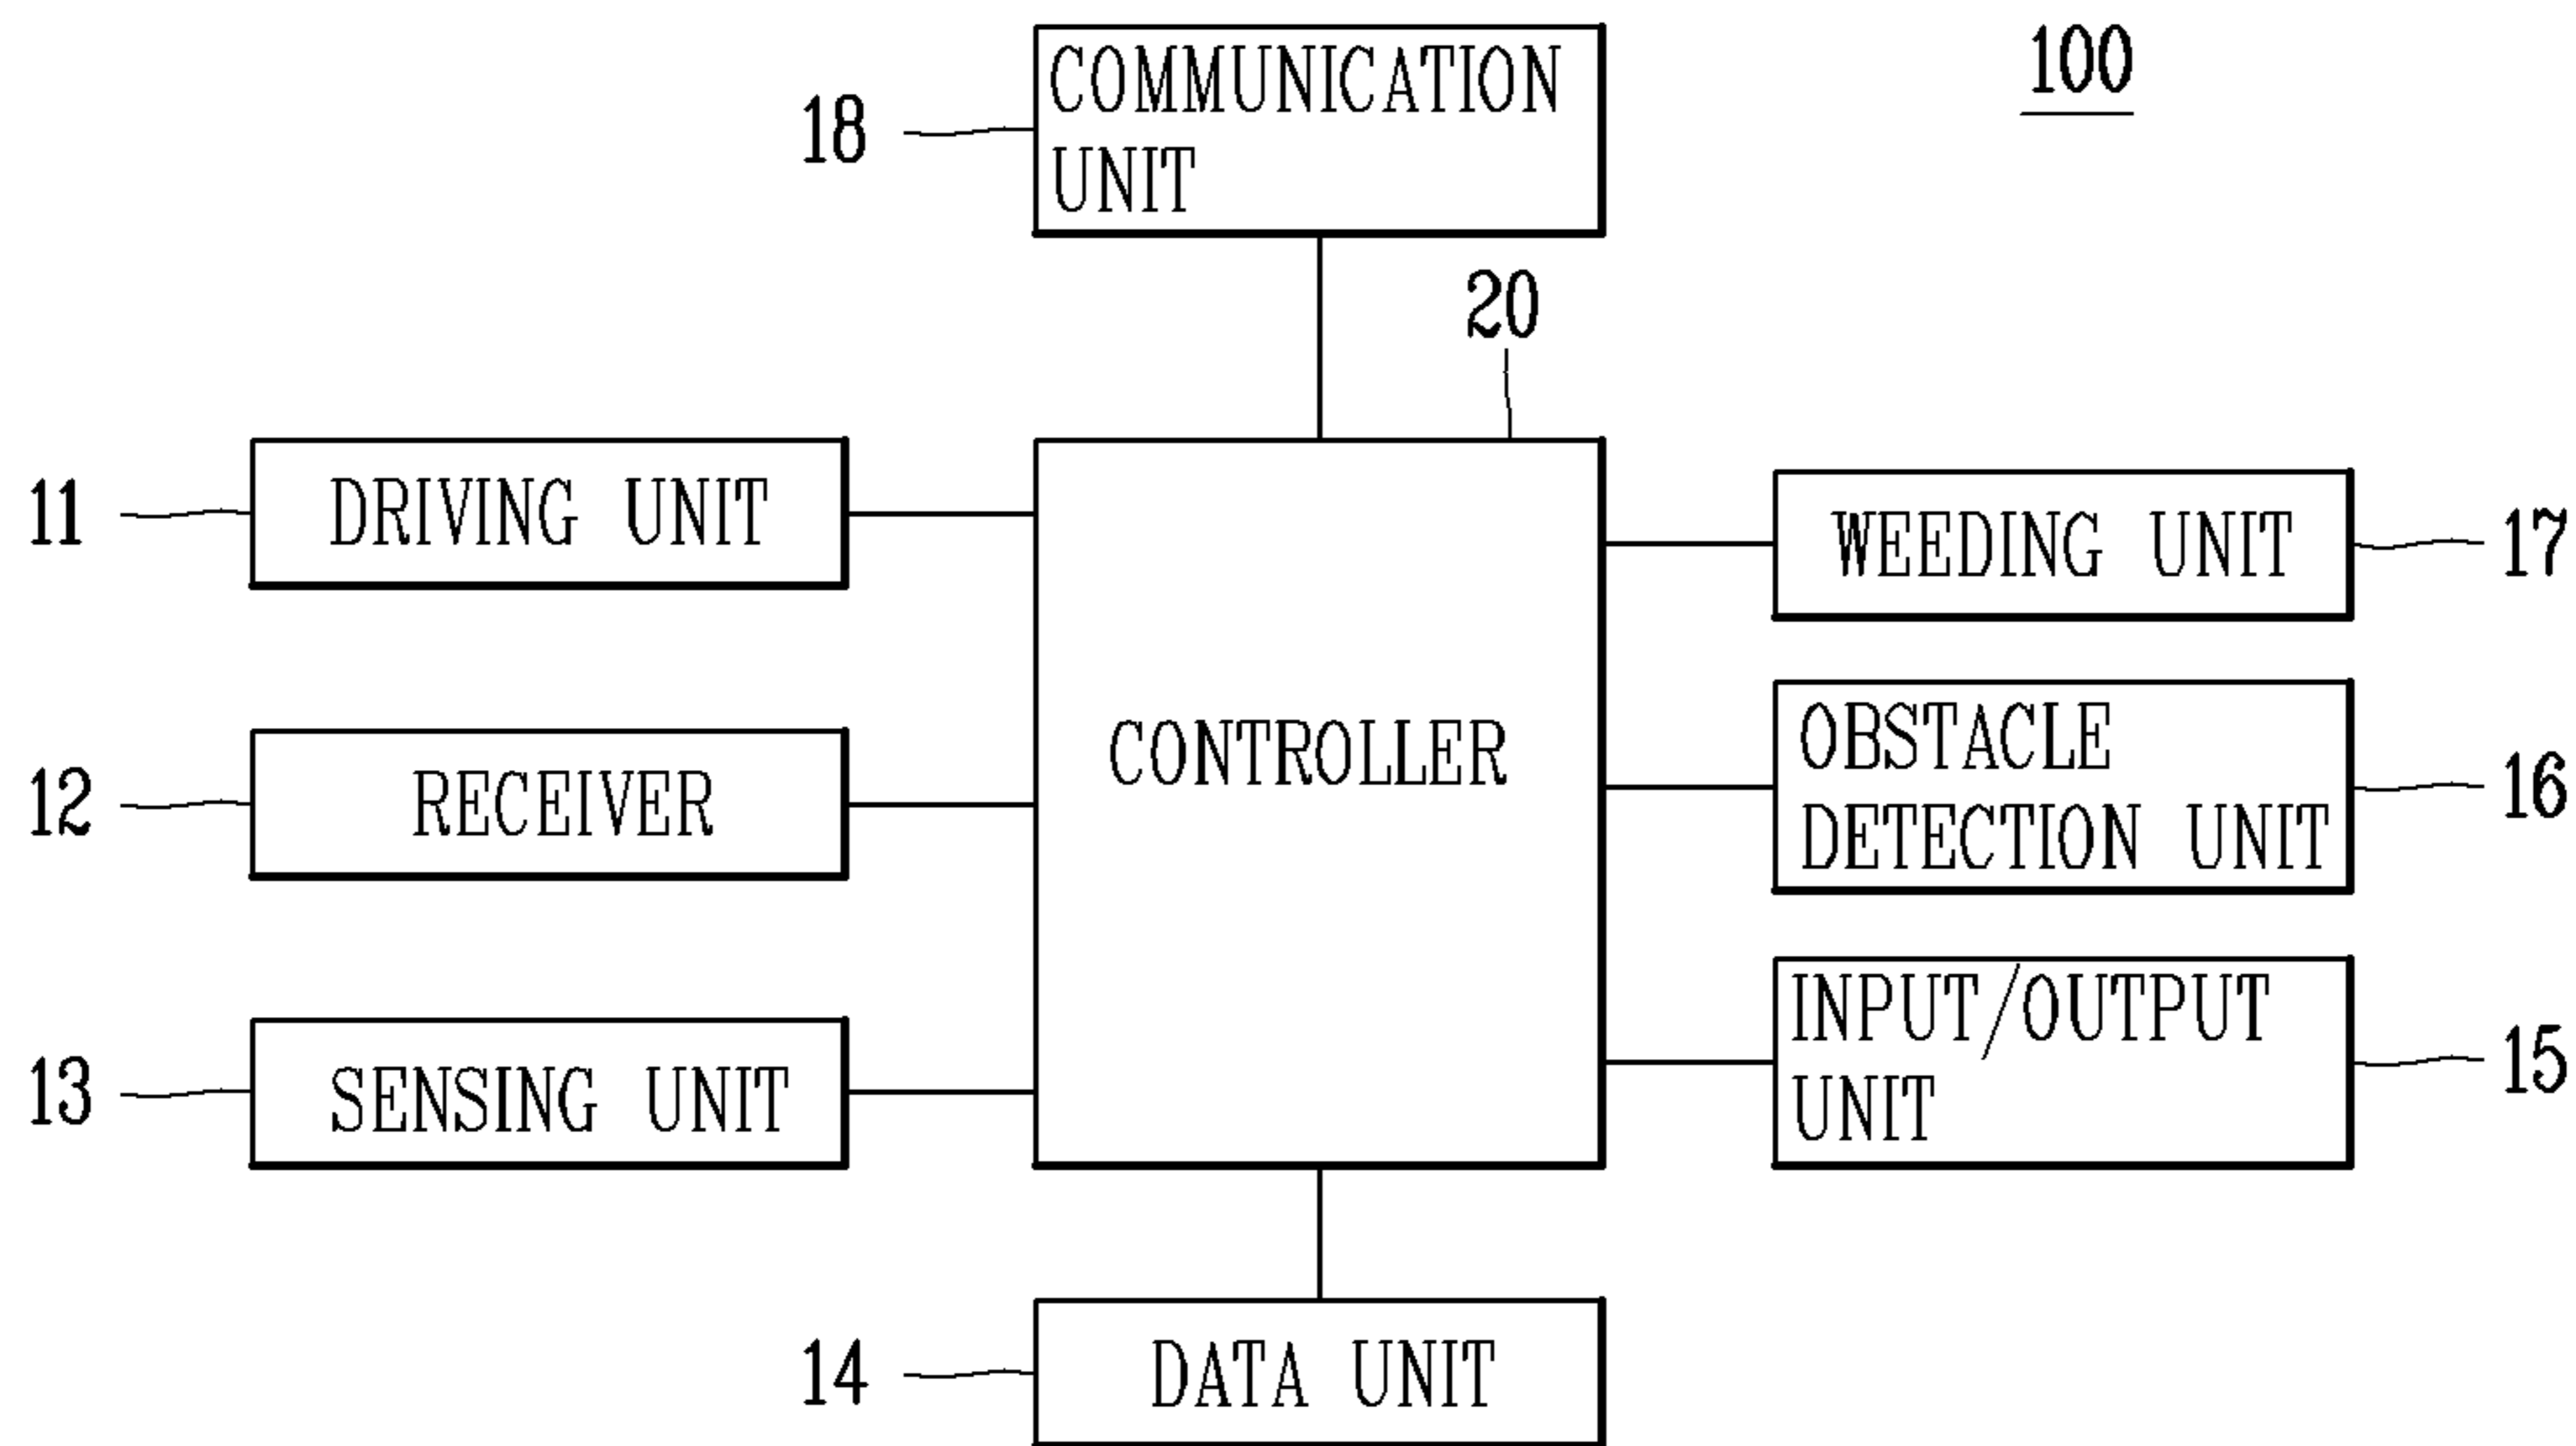 100
18
COMMUNICATION
UNIT
20
11
DRIVING UNIT
WEEDING UNIT
17
12
RECEIVER
CONTROLLER
OBSTACLE
DETECTION UNIT
16
13
SENSING UNIT
INPUT/OUTPUT
UNIT
15
14
DATA UNIT